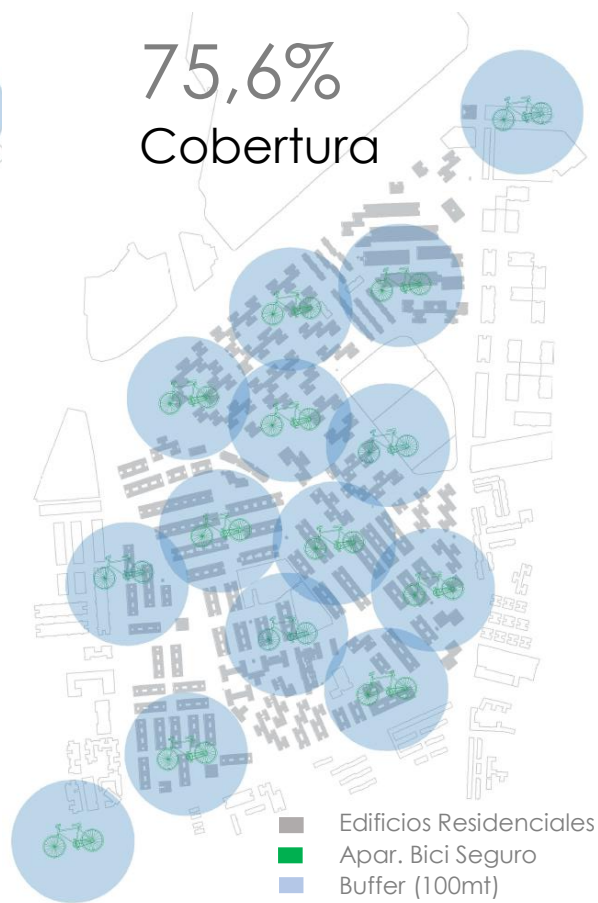 75,6%
Cobertura
Edificios Residenciales
Apar. Bici Seguro
Buffer (100mt)